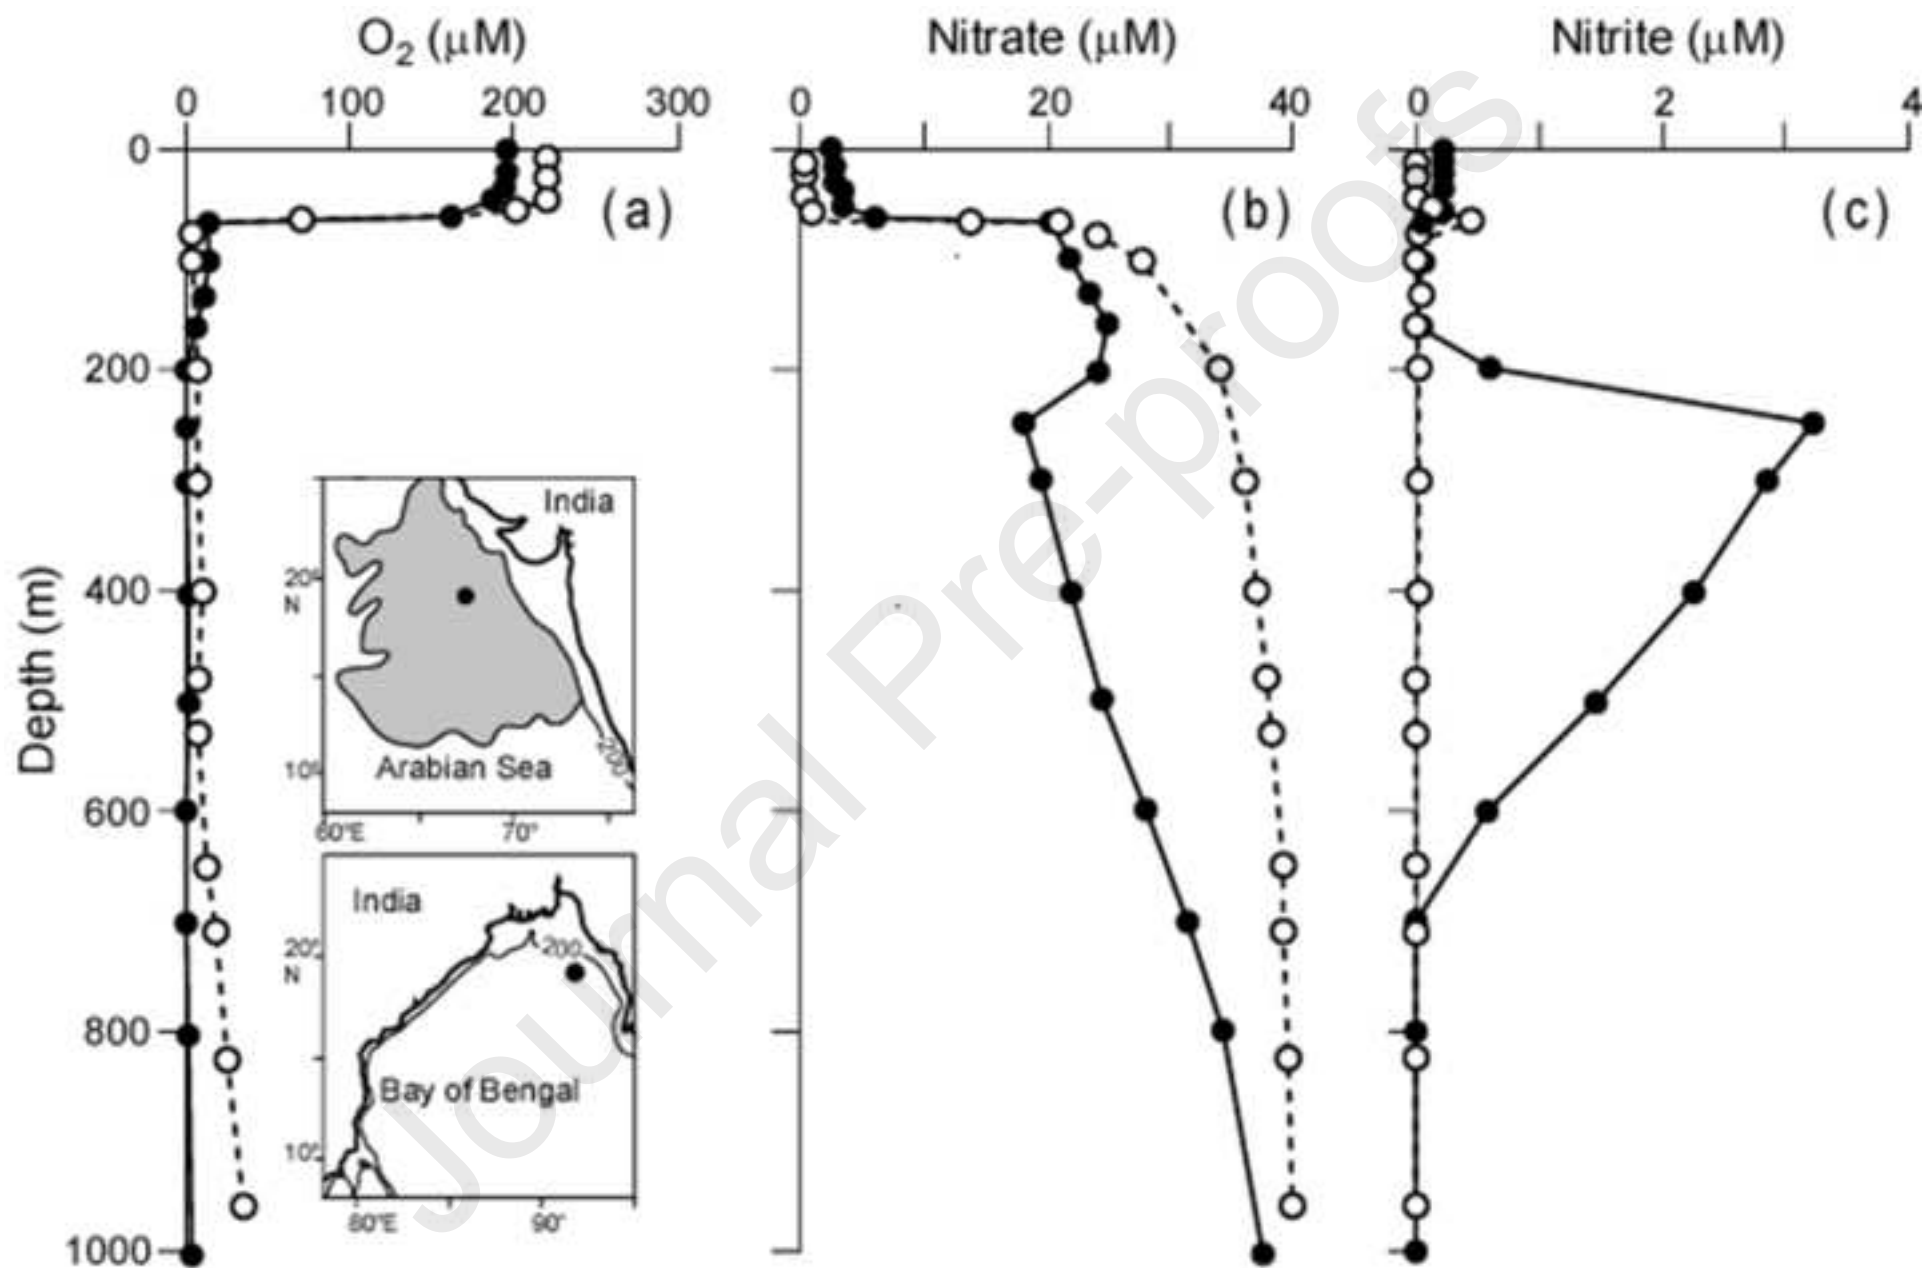 O₂ (μM)
Nitrate (μM)
Nitrite (μM)
0 100 200 300
0 20 40
0 2 4
0
200
400
600
800
1000
Depth (m)
(a)
(b)
(c)
India
20°
N
10°
Arabian Sea
200
60°E 70°
India
20°
N
200
Bay of Bengal
10°
80°E 90°
Journal Pre-proofs